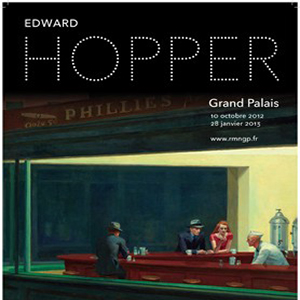 EDWARD
HOPPER
Grand Palais
10 octobre 2012
28 janvier 2013
www.rmngp.fr
PHILLIES